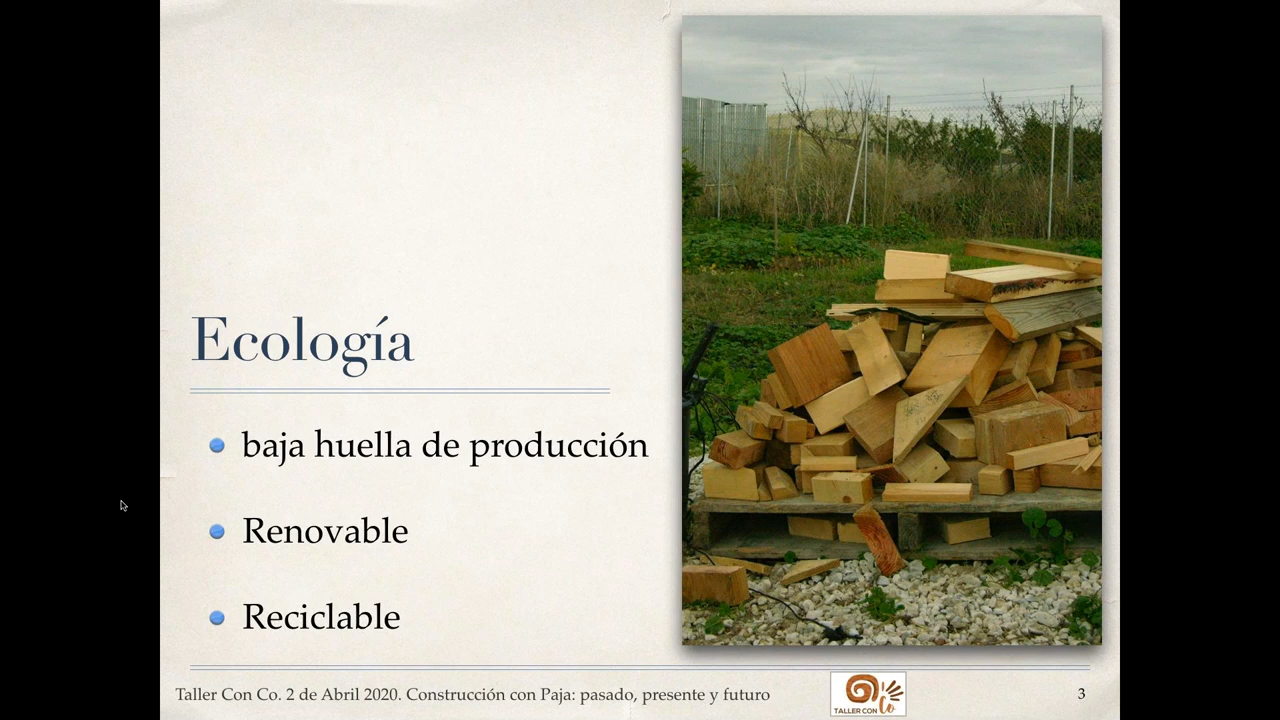 Ecología
baja huella de producción
Renovable
Reciclable
Taller Con Co. 2 de Abril 2020. Construcción con Paja: pasado, presente y futuro
TALLER CON Co
3